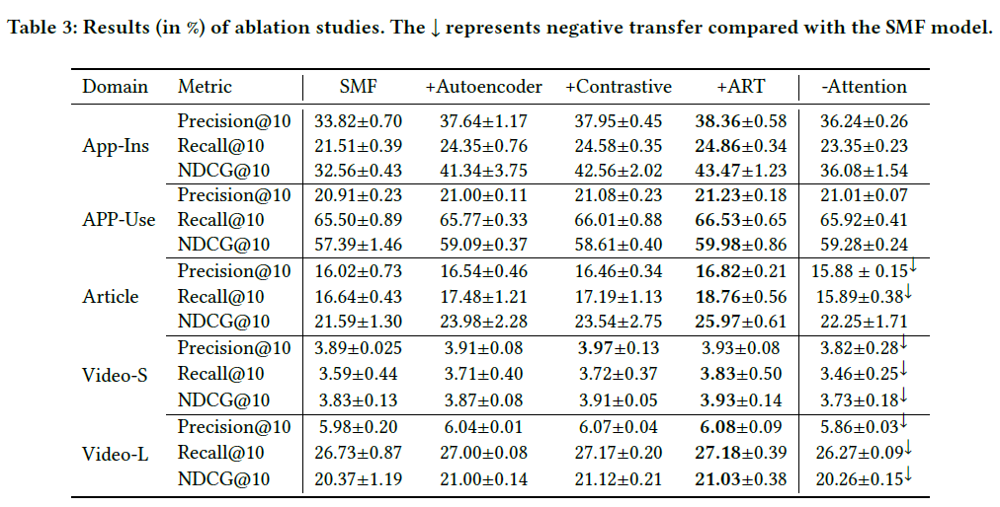 Table 3: Results (in %) of ablation studies. The ↓ represents negative transfer compared with the SMF model.
Domain Metric SMF +Autoencoder +Contrastive +ART -Attention
App-Ins
Precision@10 33.82±0.70 37.64±1.17 37.95±0.45 38.36±0.58 36.24±0.26
Recall@10 21.51±0.39 24.35±0.76 24.58±0.35 24.86±0.34 23.35±0.23
NDCG@10 32.56±0.43 41.34±3.75 42.56±2.02 43.47±1.23 36.08±1.54
APP-Use
Precision@10 20.91±0.23 21.00±0.11 21.08±0.23 21.23±0.18 21.01±0.07
Recall@10 65.50±0.89 65.77±0.33 66.01±0.88 66.53±0.65 65.92±0.41
NDCG@10 57.39±1.46 59.09±0.37 58.61±0.40 59.98±0.86 59.28±0.24
Article
Precision@10 16.02±0.73 16.54±0.46 16.46±0.34 16.82±0.21 15.88 ± 0.15↓
Recall@10 16.64±0.43 17.48±1.21 17.19±1.13 18.76±0.56 15.89±0.38↓
NDCG@10 21.59±1.30 23.98±2.28 23.54±2.75 25.97±0.61 22.25±1.71
Video-S
Precision@10 3.89±0.025 3.91±0.08 3.97±0.13 3.93±0.08 3.82±0.28↓
Recall@10 3.59±0.44 3.71±0.40 3.72±0.37 3.83±0.50 3.46±0.25↓
NDCG@10 3.83±0.13 3.87±0.08 3.91±0.05 3.93±0.14 3.73±0.18↓
Video-L
Precision@10 5.98±0.20 6.04±0.01 6.07±0.04 6.08±0.09 5.86±0.03↓
Recall@10 26.73±0.87 27.00±0.08 27.17±0.20 27.18±0.39 26.27±0.09↓
NDCG@10 20.37±1.19 21.00±0.14 21.12±0.21 21.03±0.38 20.26±0.15↓